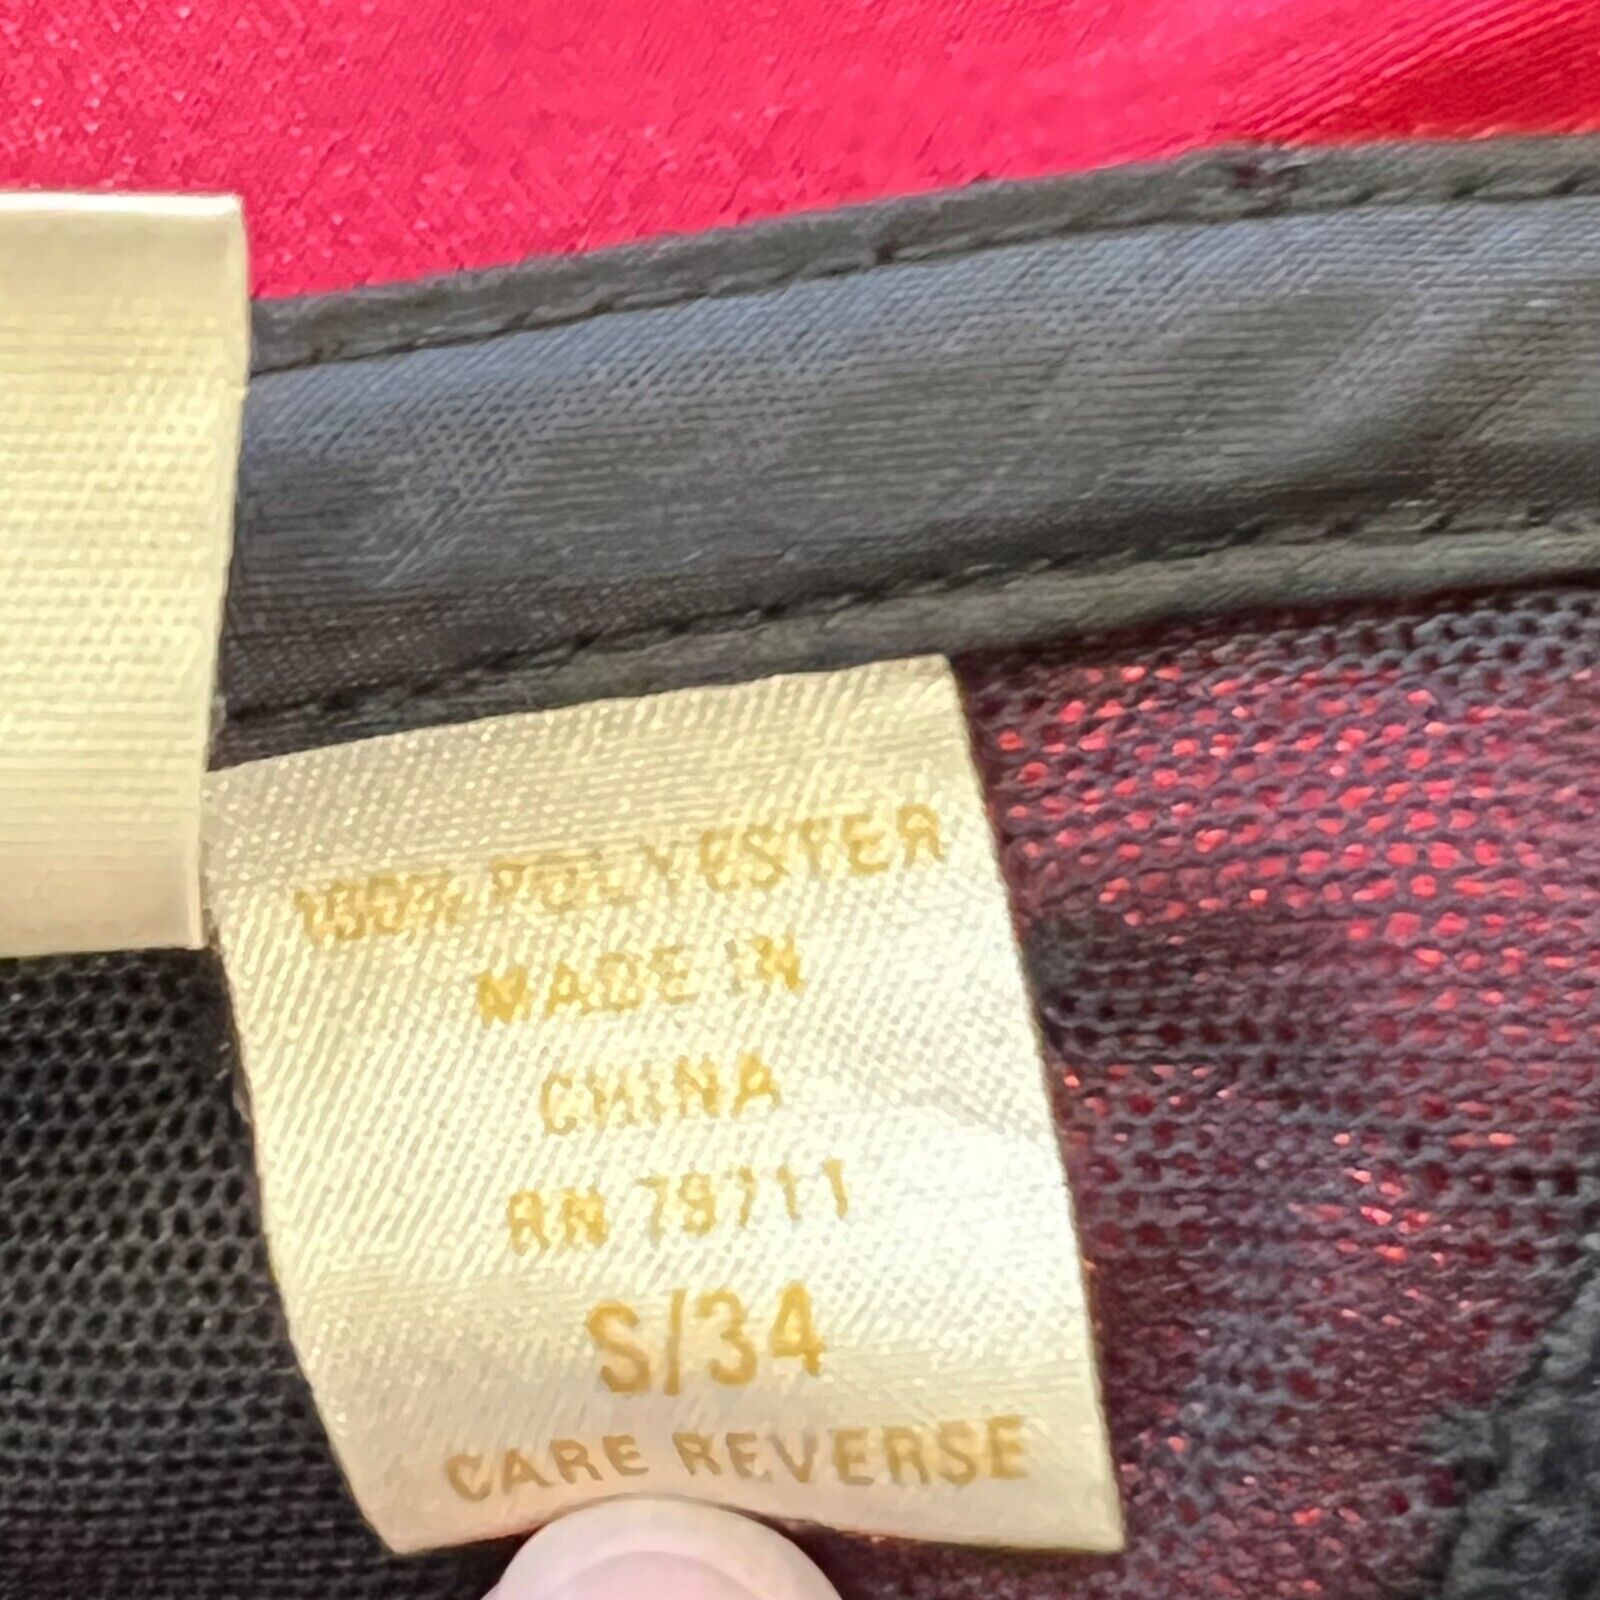 100% POLYESTER
MADE IN
CHINA
RN 79711
S/34
CARE REVERSE